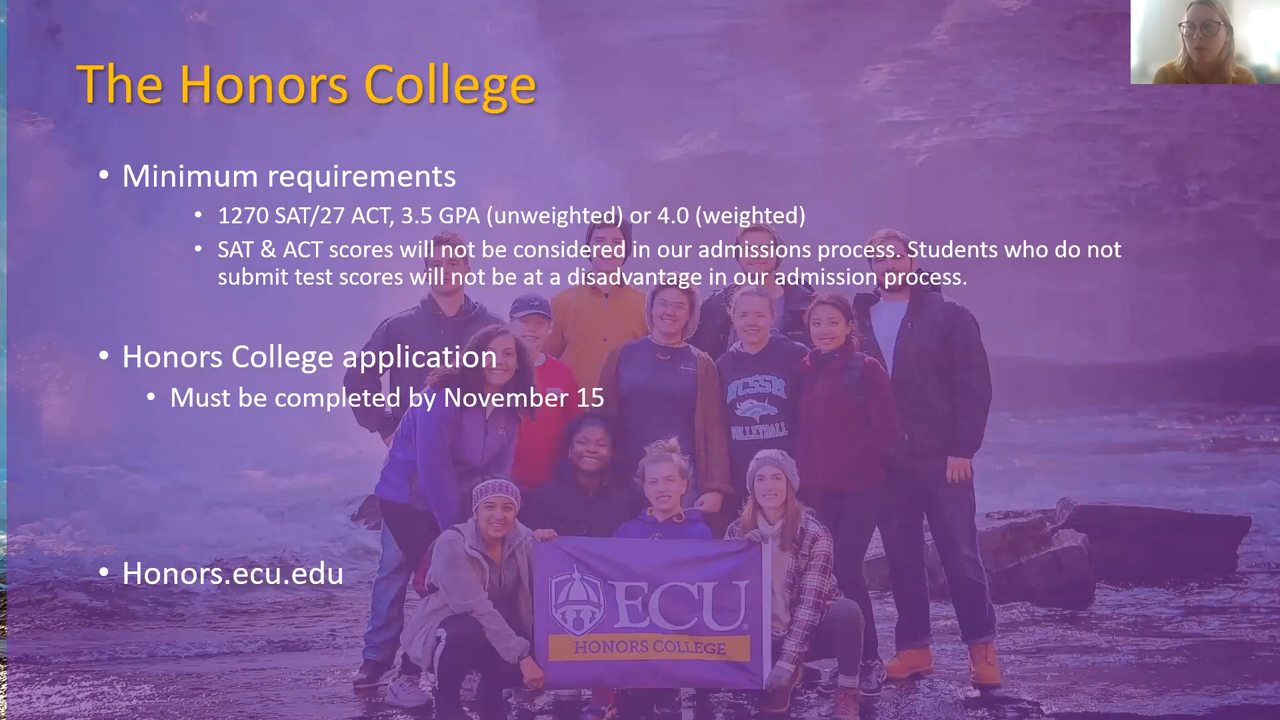 The Honors College
• Minimum requirements
• 1270 SAT/27 ACT, 3.5 GPA (unweighted) or 4.0 (weighted)
• SAT & ACT scores will not be considered in our admissions process. Students who do not
submit test scores will not be at a disadvantage in our admission process.
• Honors College application
• Must be completed by November 15
NCSSM
VOLLEYBALL
• Honors.ecu.edu
ECU
HONORS COLLEGE